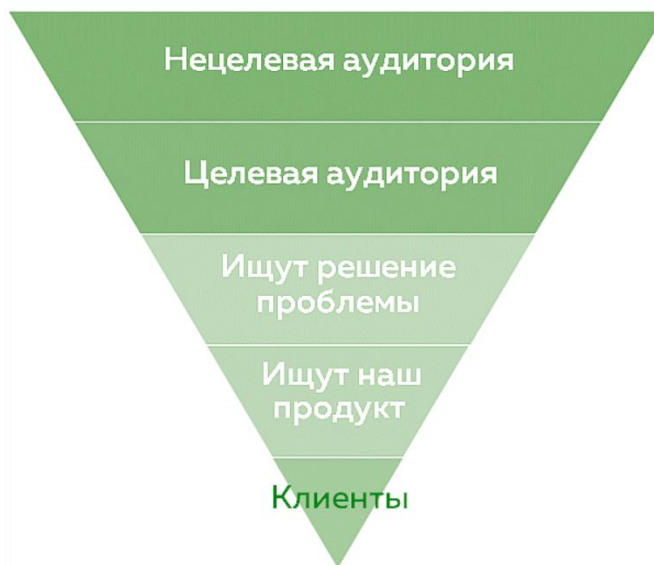 Нецелевая аудитория
Целевая аудитория
Ищут решение
проблемы
Ищут наш
продукт
Клиенты